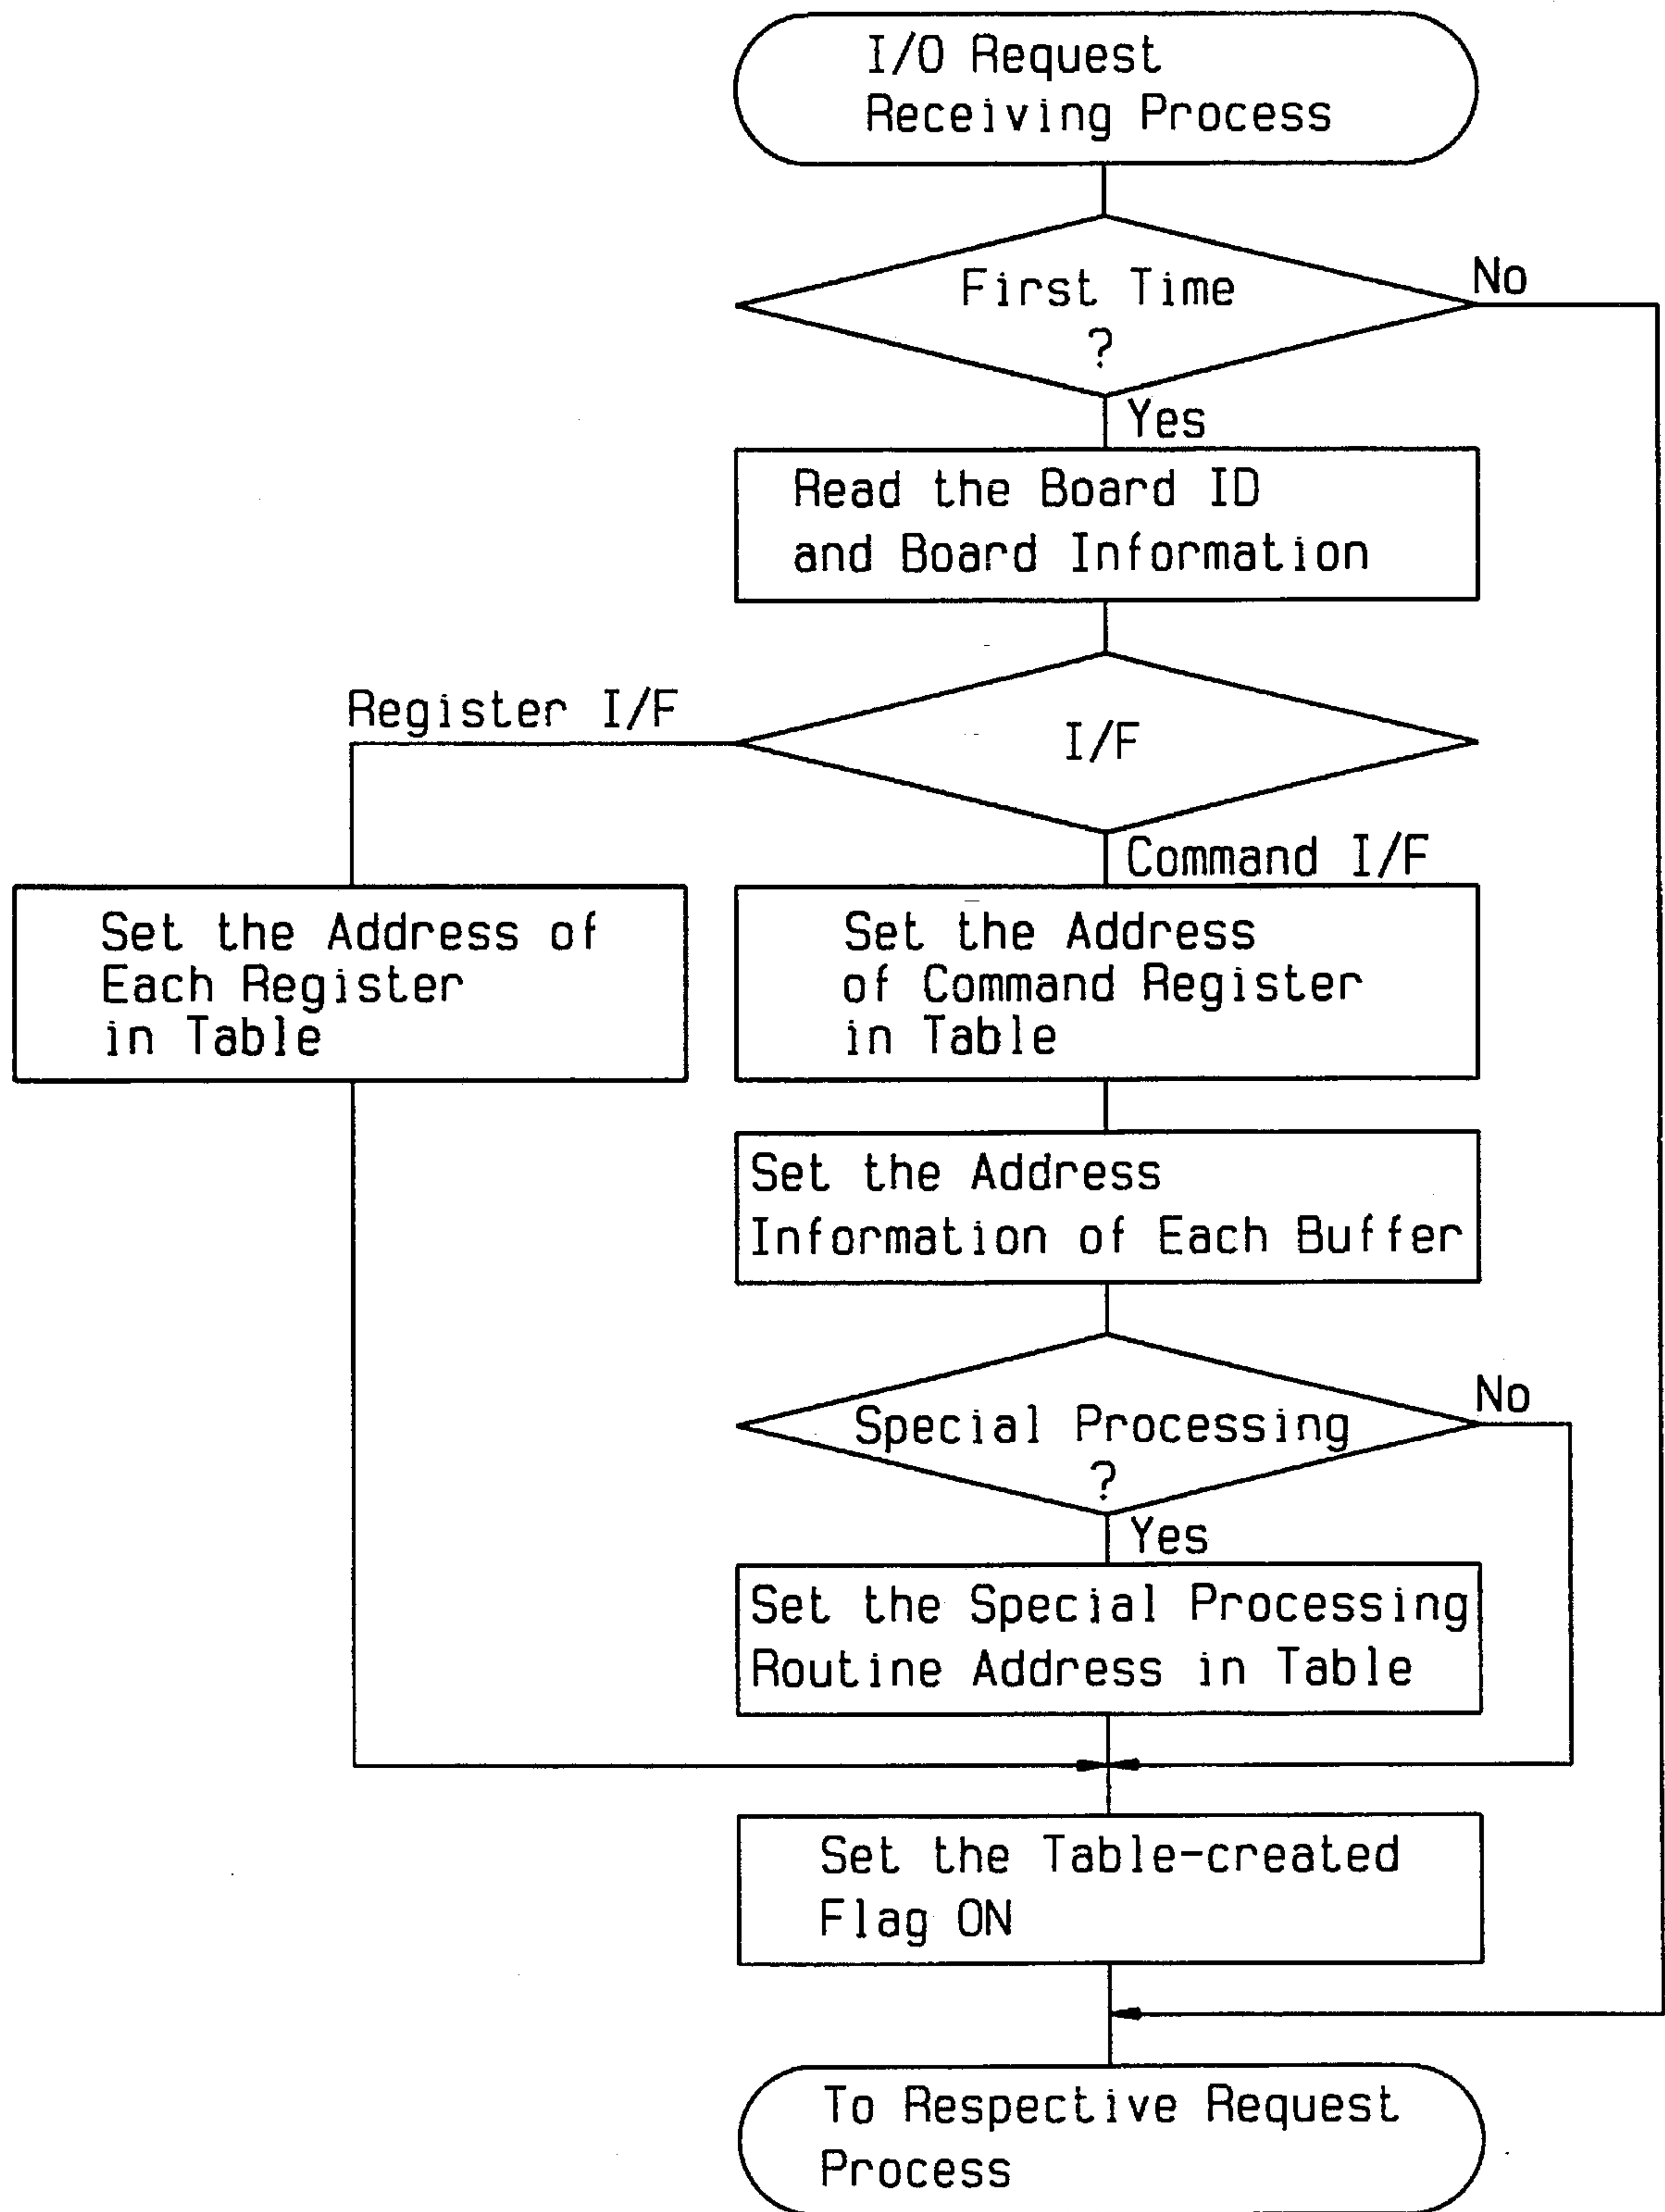 I/O Request
Receiving Process
First Time
?
No
Yes
Read the Board ID
and Board Information
Register I/F
I/F
Command I/F
Set the Address of
Each Register
in Table
Set the Address
of Command Register
in Table
Set the Address
Information of Each Buffer
Special Processing
?
No
Yes
Set the Special Processing
Routine Address in Table
Set the Table-created
Flag ON
To Respective Request
Process